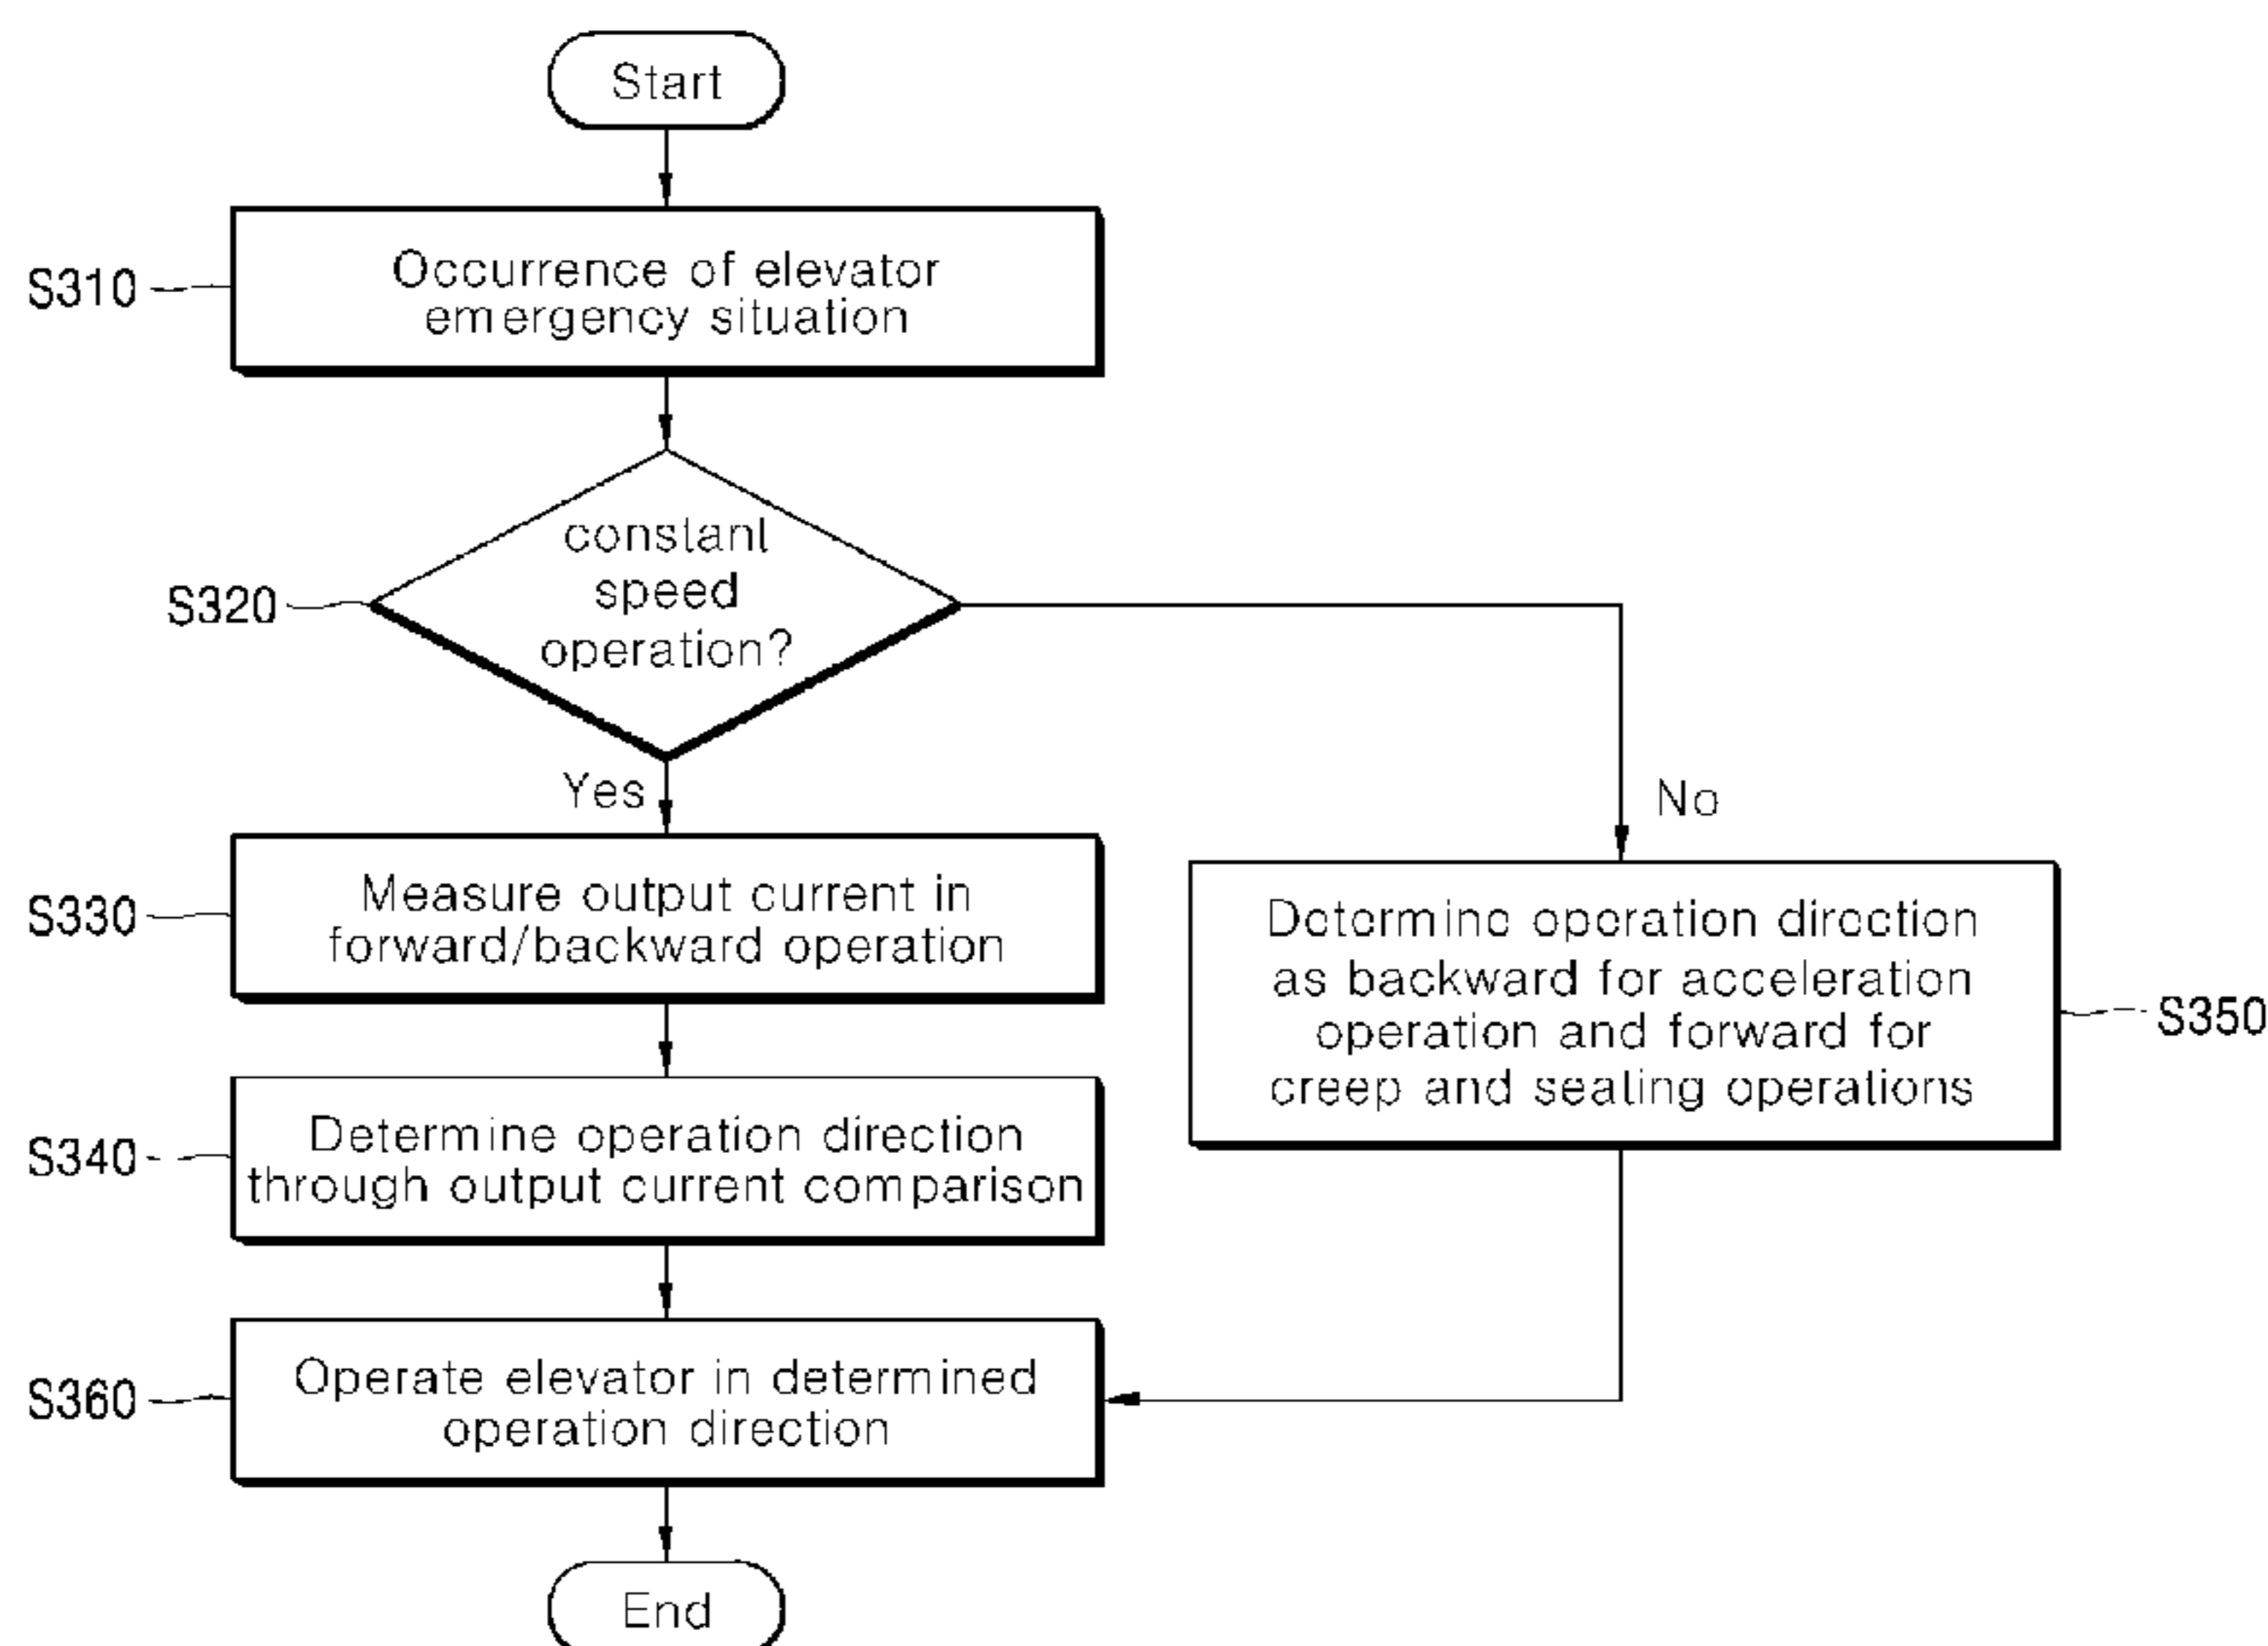 Start
S310
Occurrence of elevator
emergency situation
S320
constant
speed
operation?
Yes
No
S330
Measure output current in
forward/backward operation
S340
Determine operation direction
through output current comparison
Determine operation direction
as backward for acceleration
operation and forward for
creep and seating operations
S350
S360
Operate elevator in determined
operation direction
End